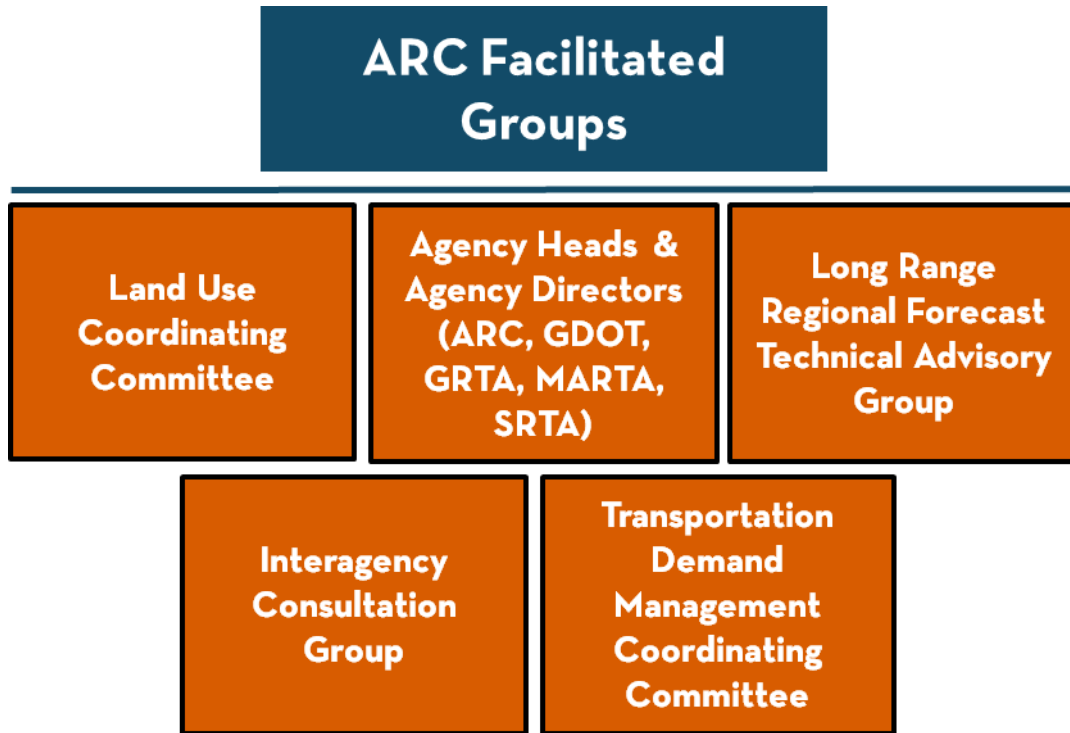 ARC Facilitated
Groups
Land Use
Coordinating
Committee
Agency Heads &
Agency Directors
(ARC, GDOT,
GRTA, MARTA,
SRTA)
Long Range
Regional Forecast
Technical Advisory
Group
Interagency
Consultation
Group
Transportation
Demand
Management
Coordinating
Committee